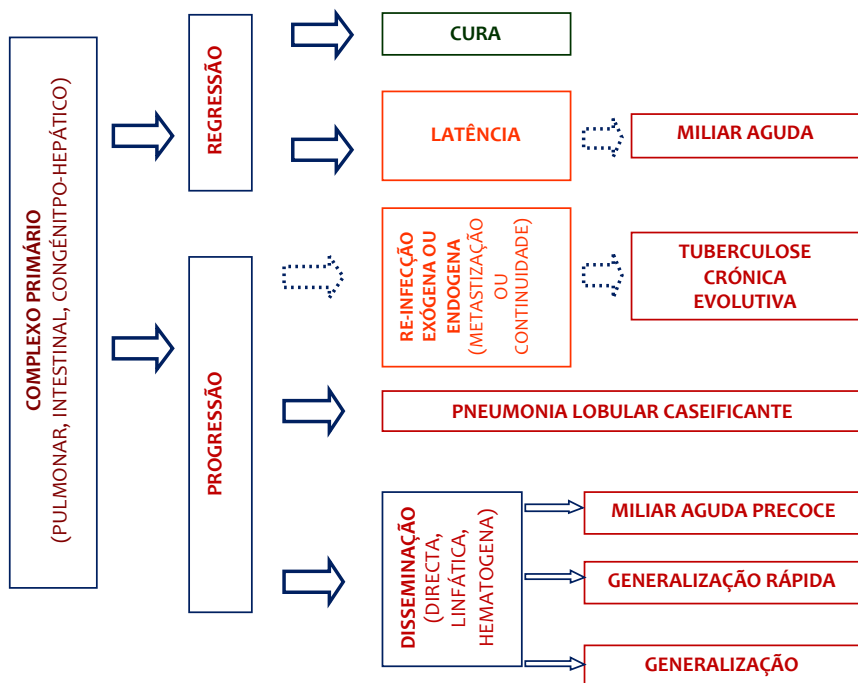 COMPLEXO PRIMÁRIO
(PULMONAR, INTESTINAL, CONGÉNITPO-HEPÁTICO)
REGRESSÃO
CURA
LATÊNCIA
MILIAR AGUDA
PROGRESSÃO
RE-INFECÇÃO
EXÓGENA OU
ENDOGENA
(METASTIZAÇÃO
OU
CONTINUIDADE)
TUBERCULOSE
CRÓNICA
EVOLUTIVA
PNEUMONIA LOBULAR CASEIFICANTE
DISSEMINAÇÃO
(DIRECTA,
LINFÁTICA,
HEMATOGENA)
MILIAR AGUDA PRECOCE
GENERALIZAÇÃO RÁPIDA
GENERALIZAÇÃO